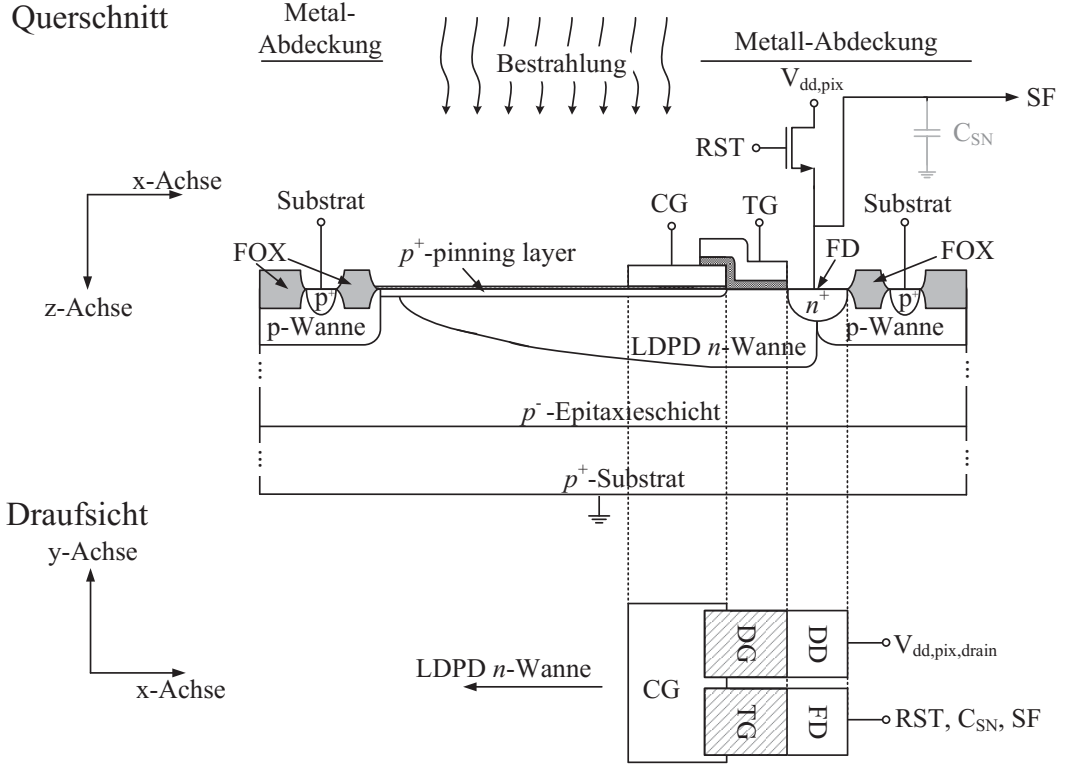 Querschnitt
Metal-
Abdeckung
Bestrahlung
Metall-Abdeckung
V_dd,pix
SF
C_SN
RST
x-Achse
z-Achse
Substrat
CG
TG
Substrat
FOX
p⁺-pinning layer
FD
FOX
p⁺
n⁺
p⁺
p-Wanne
LDPD n-Wanne
p-Wanne
p⁻-Epitaxieschicht
p⁺-Substrat
Draufsicht
y-Achse
x-Achse
LDPD n-Wanne
CG
DG
DD
V_dd,pix,drain
TG
FD
RST, C_SN, SF